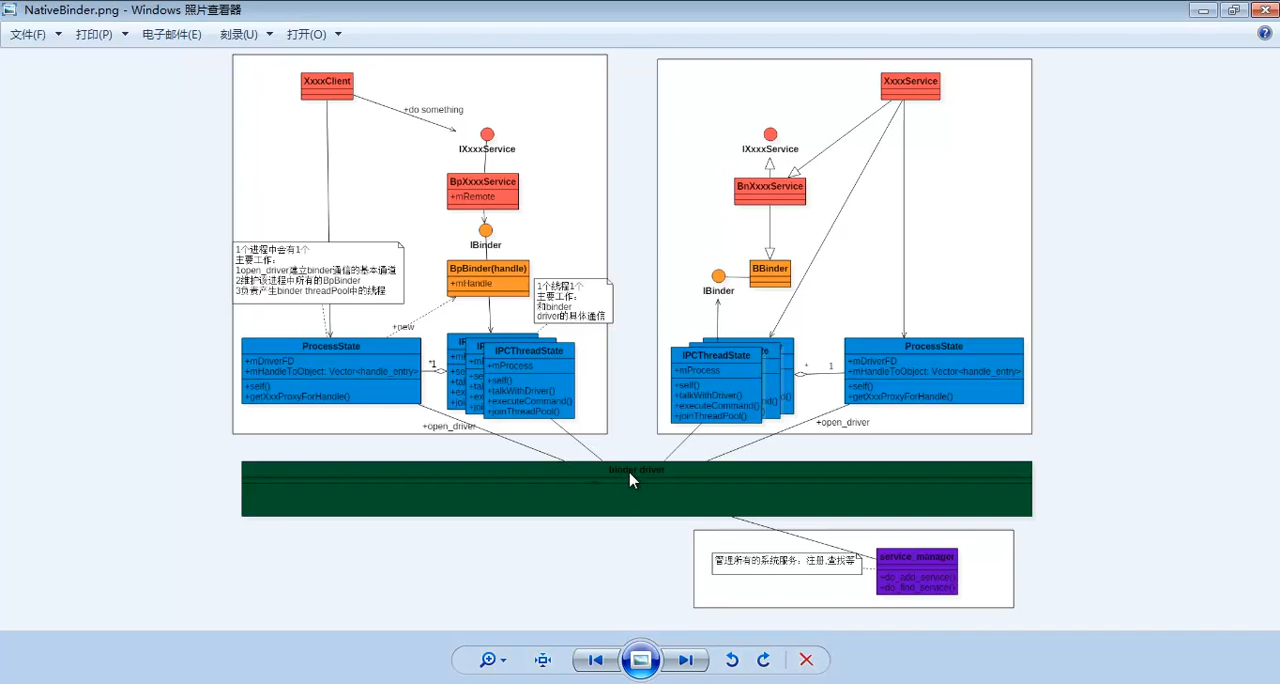 NativeBinder.png - Windows 照片查看器
文件(F) 打印(P) 电子邮件(E) 刻录(U) 打开(O)
XxxxClient
+do something
IXxxxService
BpXxxxService
+mRemote
IBinder
BpBinder(handle)
+mHandle
1个进程中会有1个
主要工作:
1open_driver建立binder通信的基本通道
2维护该进程中所有的BpBinder
3负责产生binder threadPool中的线程
1个线程1个
主要工作:
和binder
driver的具体通信
+new
ProcessState
+mDriverFD
+mHandleToObject: Vector<handle_entry>
+self()
+getXxxProxyForHandle()
*1
IPCThreadState
+mProcess
+self()
+talkWithDriver()
+executeCommand()
+joinThreadPool()
+open_driver
XxxxService
IXxxxService
BnXxxxService
BBinder
IBinder
IPCThreadState
+mProcess
+self()
+talkWithDriver()
+executeCommand()
+joinThreadPool()
* 1
ProcessState
+mDriverFD
+mHandleToObject: Vector<handle_entry>
+self()
+getXxxProxyForHandle()
+open_driver
binder driver
管理所有的系统服务: 注册,查找等
service_manager
+do_add_service()
+do_find_service()